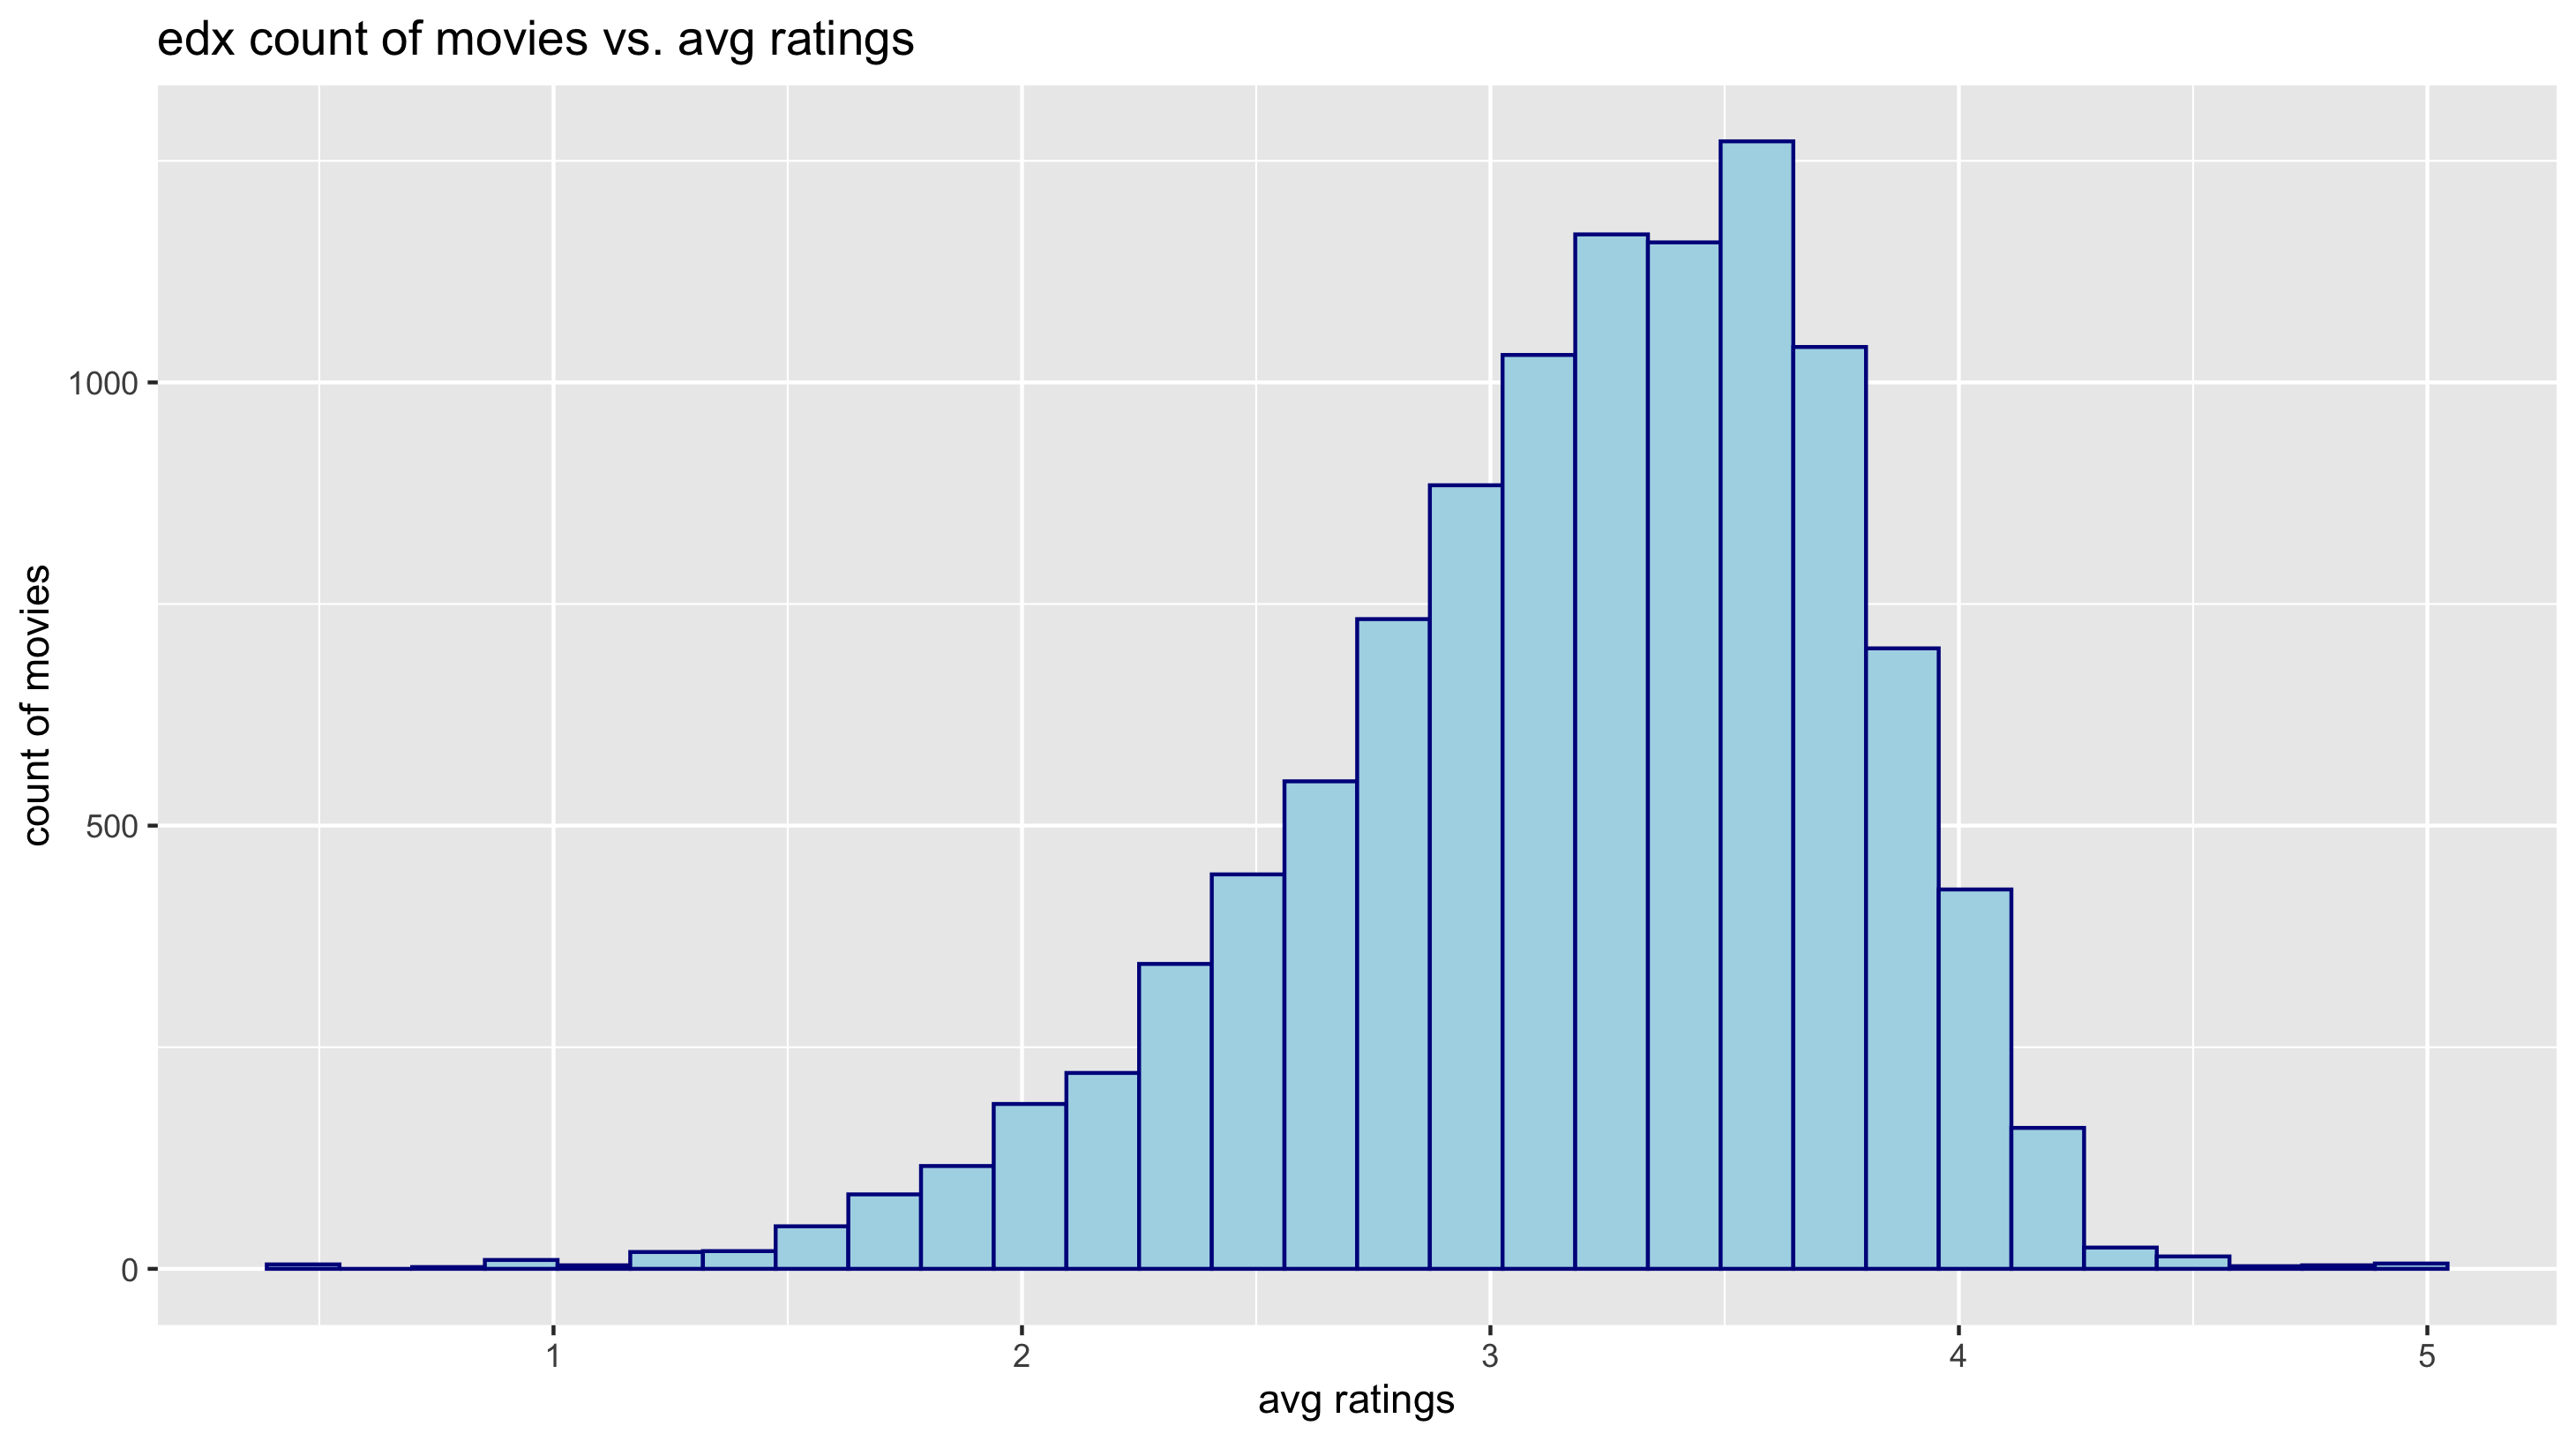 edx count of movies vs. avg ratings
count of movies
1000
500
0
1 2 3 4 5
avg ratings